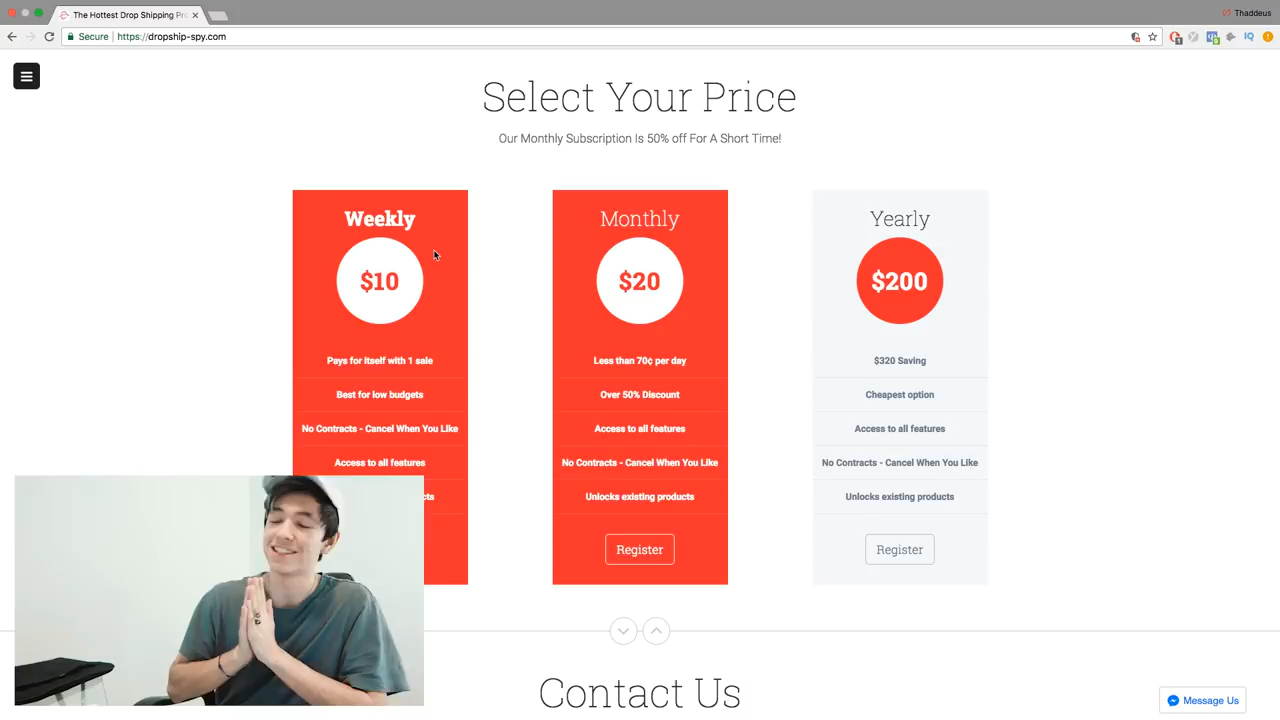 The Hottest Drop Shipping Pr
Thaddeus
Secure
https://dropship-spy.com
IQ
Select Your Price
Our Monthly Subscription Is 50% off For A Short Time!
Weekly
$10
Pays for itself with 1 sale
Best for low budgets
No Contracts - Cancel When You Like
Access to all features
cts
Monthly
$20
Less than 70¢ per day
Over 50% Discount
Access to all features
No Contracts - Cancel When You Like
Unlocks existing products
Register
Yearly
$200
$320 Saving
Cheapest option
Access to all features
No Contracts - Cancel When You Like
Unlocks existing products
Register
Contact Us
Message Us